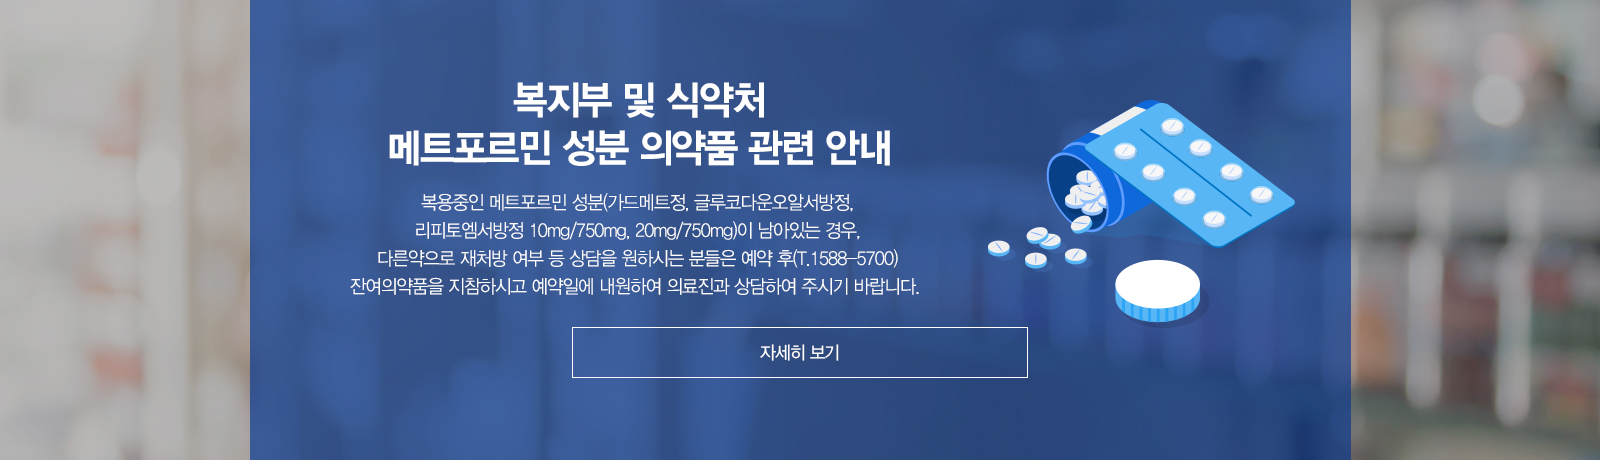 복지부 및 식약처
메트포르민 성분 의약품 관련 안내
복용중인 메트포르민 성분(가드메트정, 글루코다운오알서방정,
리피토엠서방정 10mg/750mg, 20mg/750mg)이 남아있는 경우,
다른약으로 재처방 여부 등 상담을 원하시는 분들은 예약 후(T.1588-5700)
잔여의약품을 지참하시고 예약일에 내원하여 의료진과 상담하여 주시기 바랍니다.
자세히 보기